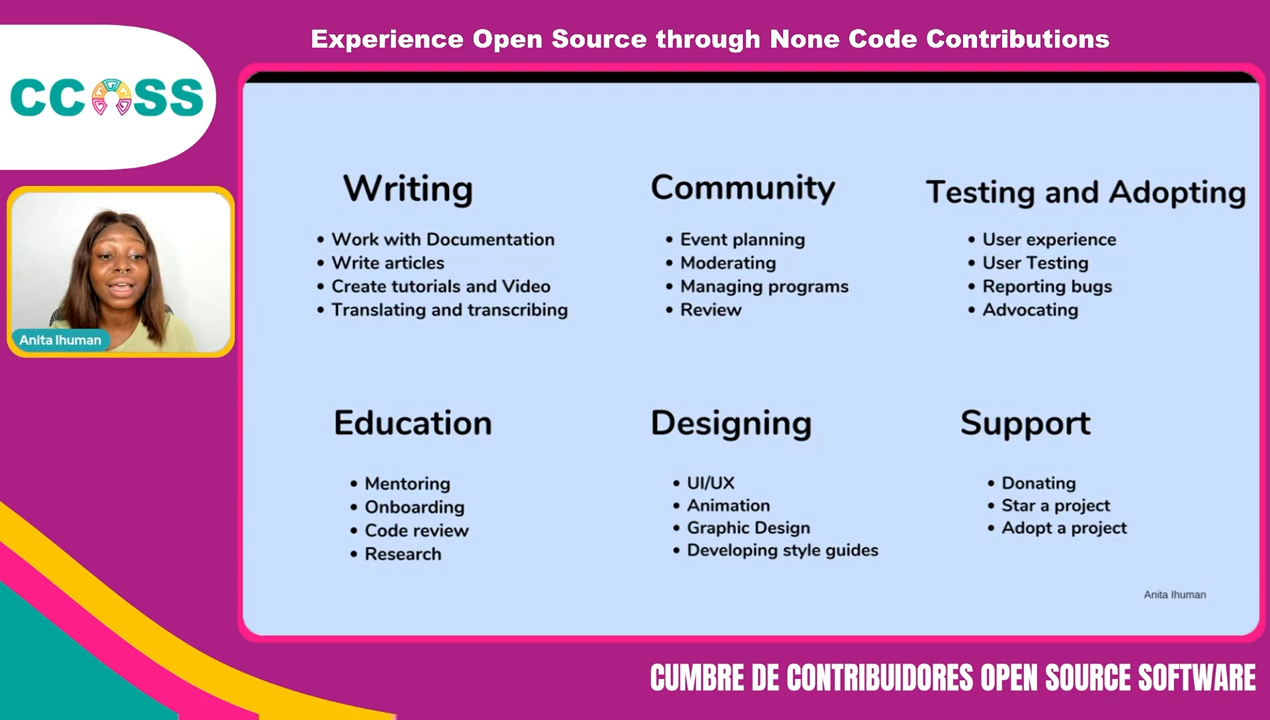 Experience Open Source through None Code Contributions
CCOSS
Anita Ihuman
Writing
• Work with Documentation
• Write articles
• Create tutorials and Video
• Translating and transcribing
Community
• Event planning
• Moderating
• Managing programs
• Review
Testing and Adopting
• User experience
• User Testing
• Reporting bugs
• Advocating
Education
• Mentoring
• Onboarding
• Code review
• Research
Designing
• UI/UX
• Animation
• Graphic Design
• Developing style guides
Support
• Donating
• Star a project
• Adopt a project
Anita Ihuman
CUMBRE DE CONTRIBUIDORES OPEN SOURCE SOFTWARE